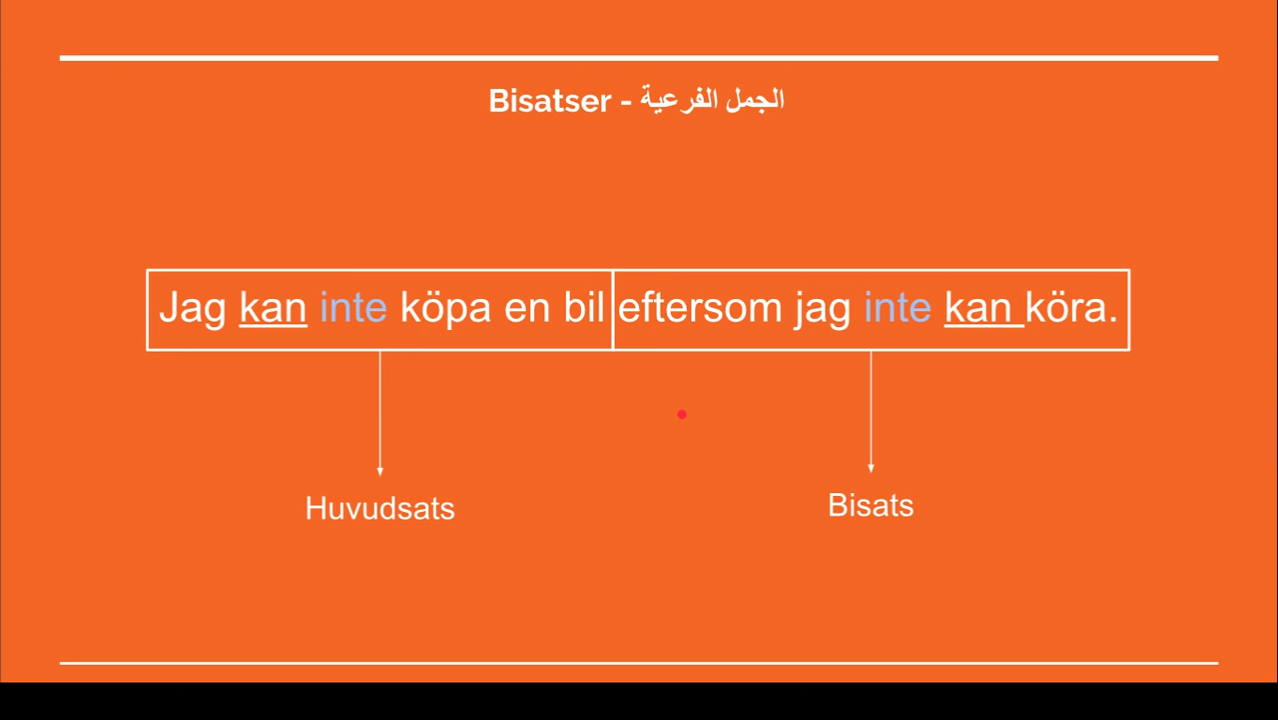 Bisatser - الجمل الفرعية
Jag kan inte köpa en bil eftersom jag inte kan köra.
Huvudsats
Bisats